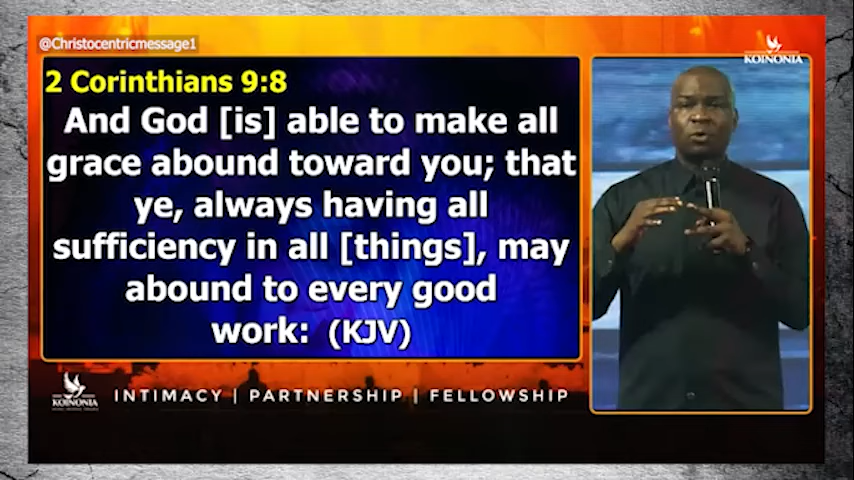 @Christocentricmessage1
KOINONIA
2 Corinthians 9:8
And God [is] able to make all
grace abound toward you; that
ye, always having all
sufficiency in all [things], may
abound to every good
work: (KJV)
KOINONIA
INTIMACY | PARTNERSHIP | FELLOWSHIP